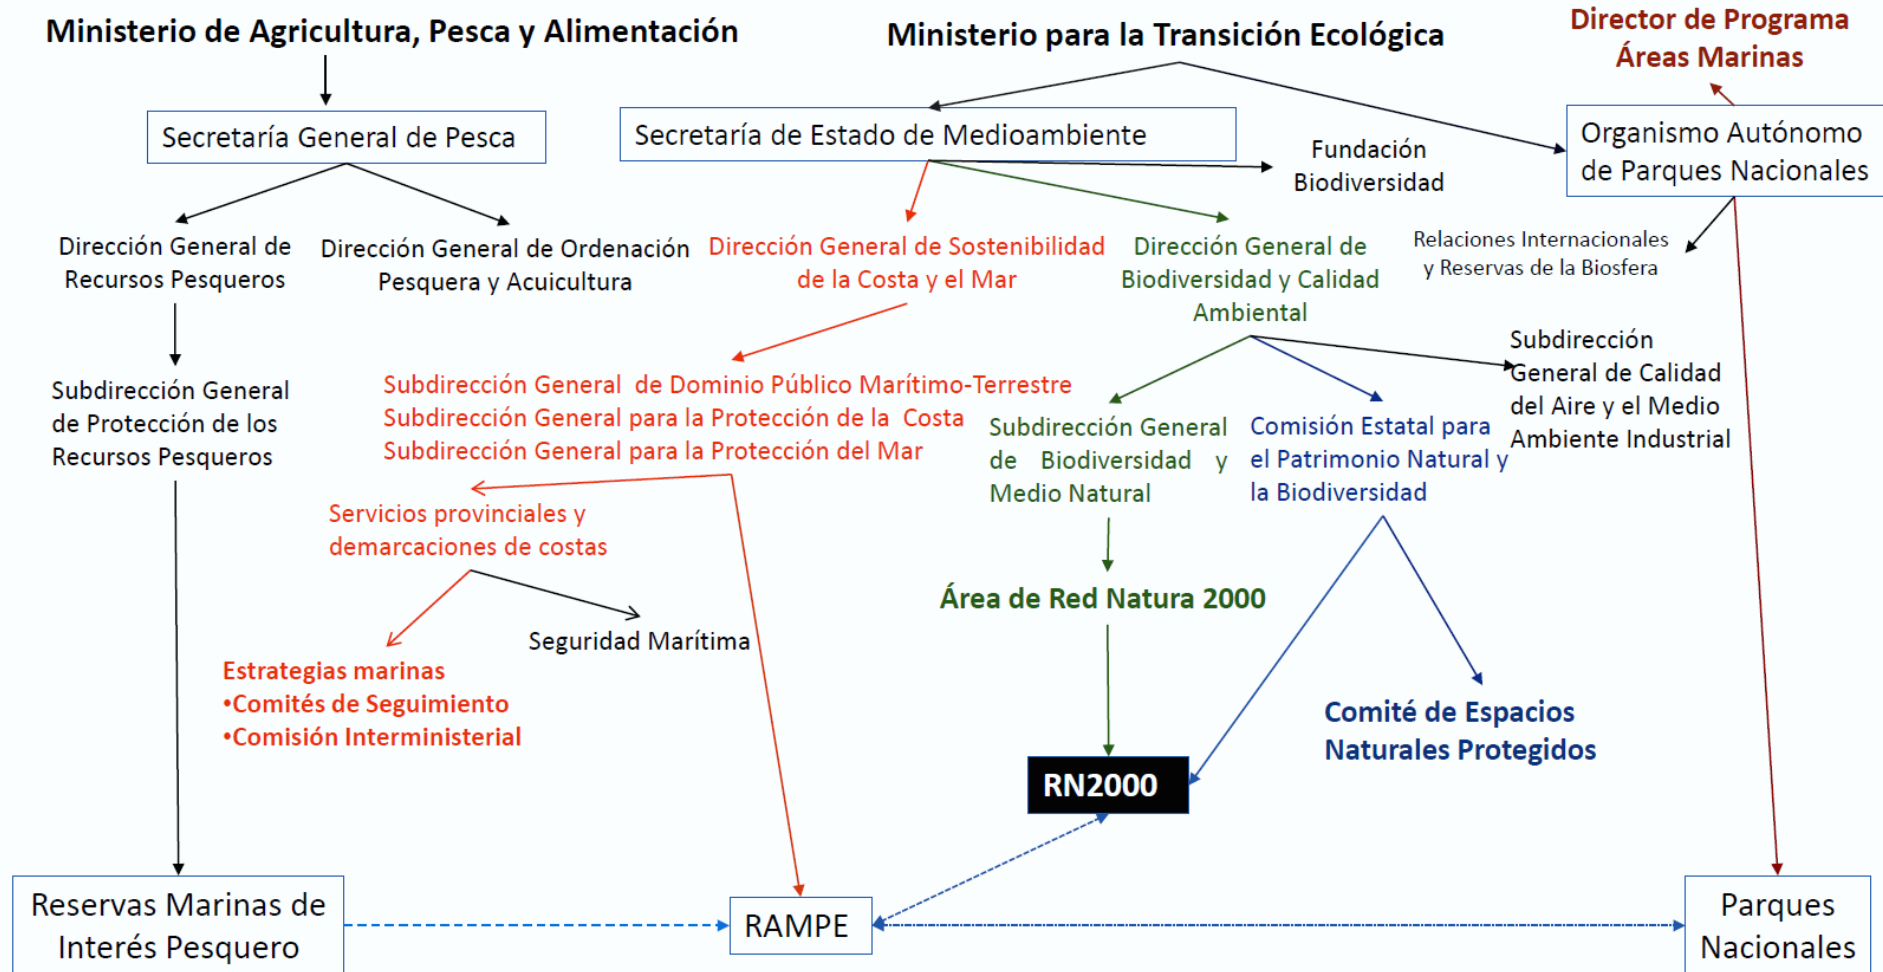 Ministerio de Agricultura, Pesca y Alimentación
Ministerio para la Transición Ecológica
Director de Programa
Áreas Marinas
Secretaría General de Pesca
Secretaría de Estado de Medioambiente
Organismo Autónomo
de Parques Nacionales
Fundación
Biodiversidad
Dirección General de
Recursos Pesqueros
Dirección General de Ordenación
Pesquera y Acuicultura
Dirección General de Sostenibilidad
de la Costa y el Mar
Dirección General de
Biodiversidad y Calidad
Ambiental
Relaciones Internacionales
y Reservas de la Biosfera
Subdirección General
de Protección de los
Recursos Pesqueros
Subdirección General de Dominio Público Marítimo-Terrestre
Subdirección General para la Protección de la Costa
Subdirección General para la Protección del Mar
Subdirección General
de Biodiversidad y
Medio Natural
Comisión Estatal para
el Patrimonio Natural y
la Biodiversidad
Subdirección
General de Calidad
del Aire y el Medio
Ambiente Industrial
Servicios provinciales y
demarcaciones de costas
Área de Red Natura 2000
Seguridad Marítima
Estrategias marinas
•Comités de Seguimiento
•Comisión Interministerial
Comité de Espacios
Naturales Protegidos
RN2000
Reservas Marinas de
Interés Pesquero
RAMPE
Parques
Nacionales